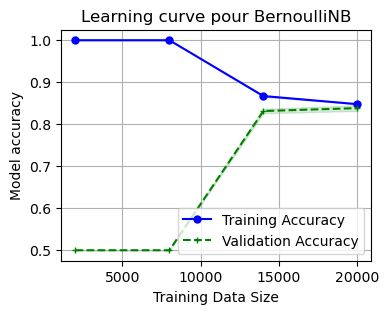 Learning curve pour BernoulliNB
Model accuracy
1.0
0.9
0.8
0.7
0.6
0.5
Training Accuracy
Validation Accuracy
5000 10000 15000 20000
Training Data Size